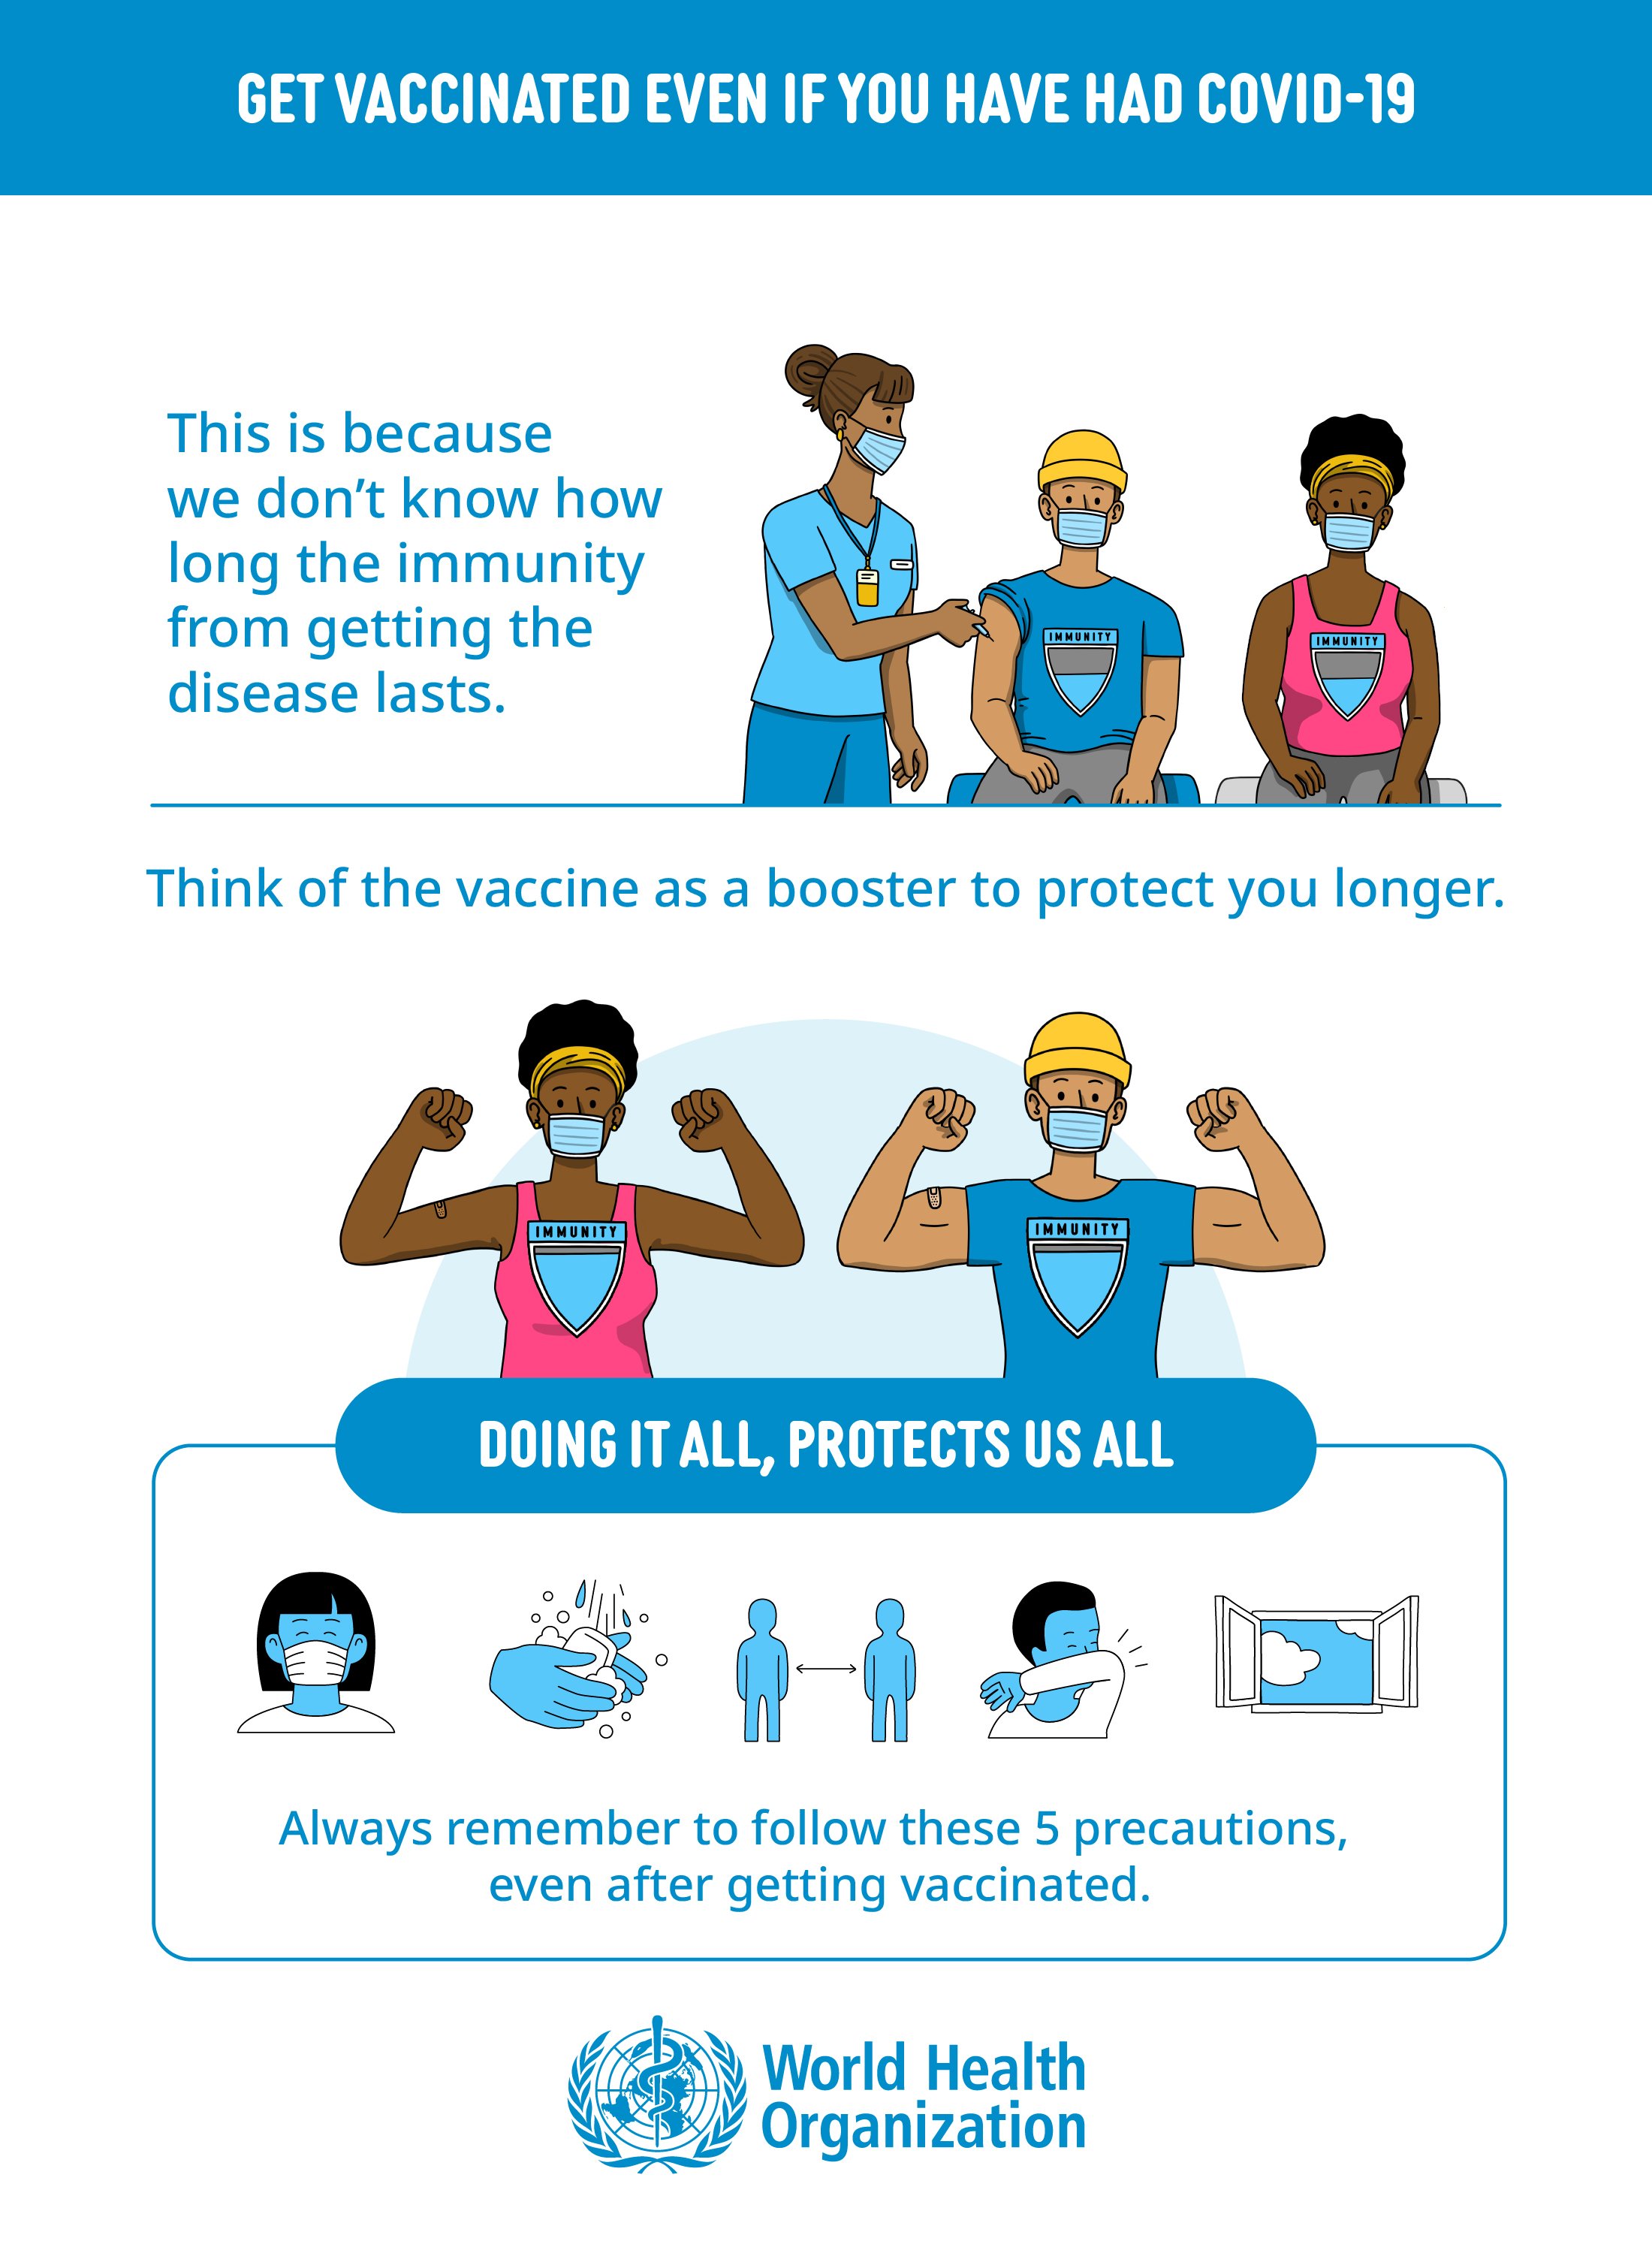 GET VACCINATED EVEN IF YOU HAVE HAD COVID-19
This is because
we don’t know how
long the immunity
from getting the
disease lasts.
IMMUNITY
IMMUNITY
Think of the vaccine as a booster to protect you longer.
IMMUNITY
IMMUNITY
DOING IT ALL, PROTECTS US ALL
Always remember to follow these 5 precautions,
even after getting vaccinated.
World Health
Organization